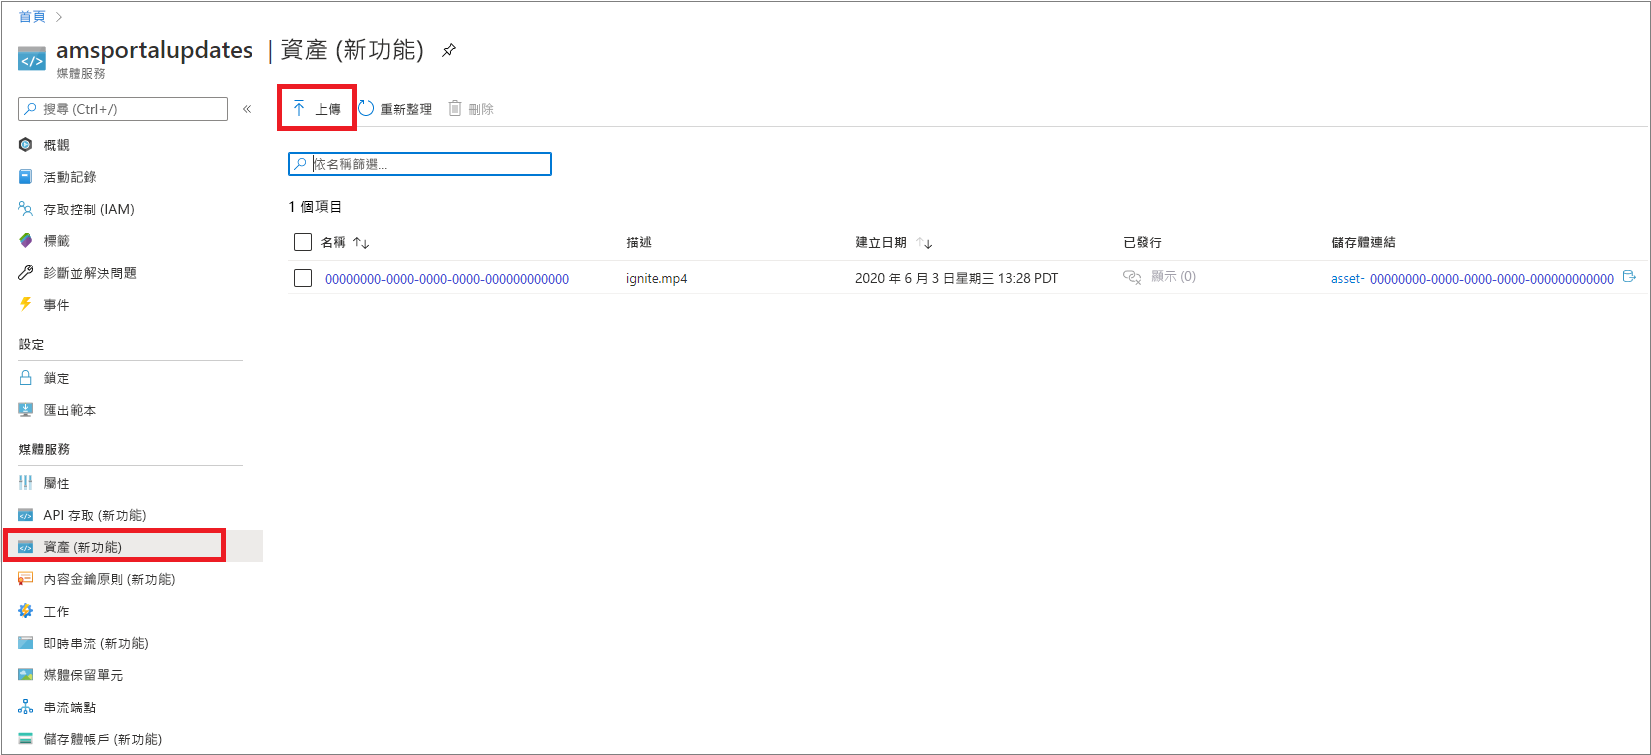 首頁
amsportalupdates | 資產 (新功能)
媒體服務
搜尋 (Ctrl+/)
«
概觀
活動記錄
存取控制 (IAM)
標籤
診斷並解決問題
事件
設定
鎖定
匯出範本
媒體服務
屬性
API 存取 (新功能)
資產 (新功能)
內容金鑰原則 (新功能)
工作
即時串流 (新功能)
媒體保留單元
串流端點
儲存體帳戶 (新功能)
上傳 重新整理 刪除
依名稱篩選...
1 個項目
名稱 描述 建立日期 已發行 儲存體連結
00000000-0000-0000-0000-000000000000 ignite.mp4 2020 年 6 月 3 日星期三 13:28 PDT 顯示 (0) asset- 00000000-0000-0000-0000-000000000000